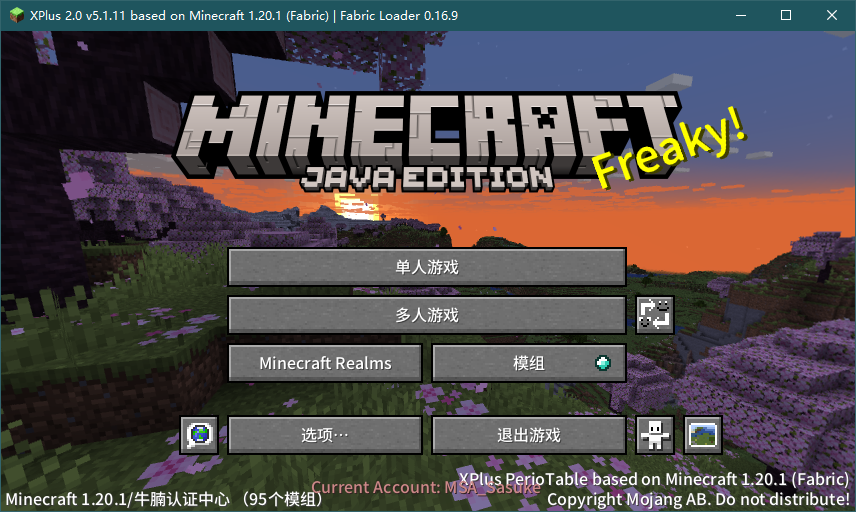 XPlus 2.0 v5.1.11 based on Minecraft 1.20.1 (Fabric) | Fabric Loader 0.16.9
MINECRAFT
JAVA EDITION
Freaky!
单人游戏
多人游戏
Minecraft Realms
模组
选项…
退出游戏
XPlus PerioTable based on Minecraft 1.20.1 (Fabric)
Current Account: MSA_Sasuke
Minecraft 1.20.1/牛腩认证中心 （95个模组）
Copyright Mojang AB. Do not distribute!